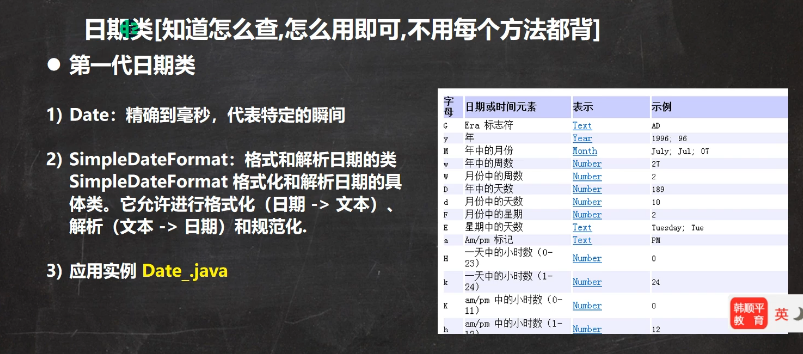 日期类[知道怎么查,怎么用即可,不用每个方法都背]
● 第一代日期类
1) Date：精确到毫秒，代表特定的瞬间
2) SimpleDateFormat：格式和解析日期的类
SimpleDateFormat 格式化和解析日期的具
体类。它允许进行格式化（日期 -> 文本）、
解析（文本 -> 日期）和规范化.
3) 应用实例 Date_.java
字母 日期或时间元素 表示 示例
G Era 标志符 Text AD
y 年 Year 1996; 96
M 年中的月份 Month July; Jul; 07
w 年中的周数 Number 27
W 月份中的周数 Number 2
D 年中的天数 Number 189
d 月份中的天数 Number 10
F 月份中的星期 Number 2
E 星期中的天数 Text Tuesday; Tue
a Am/pm 标记 Text PM
H 一天中的小时数（0-23） Number 0
k 一天中的小时数（1-24） Number 24
K am/pm 中的小时数（0-11） Number 0
h am/pm 中的小时数（1- Number 12
韩顺平
教育
英